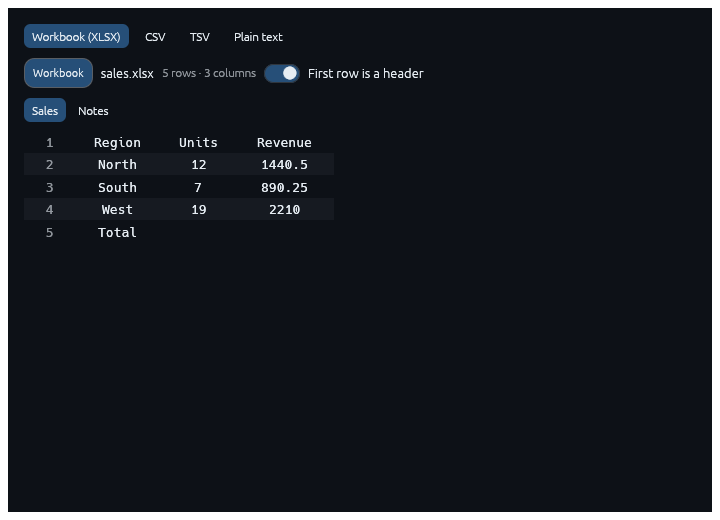 Workbook (XLSX) CSV TSV Plain text
Workbook sales.xlsx 5 rows · 3 columns First row is a header
Sales Notes
1 Region Units Revenue
2 North 12 1440.5
3 South 7 890.25
4 West 19 2210
5 Total